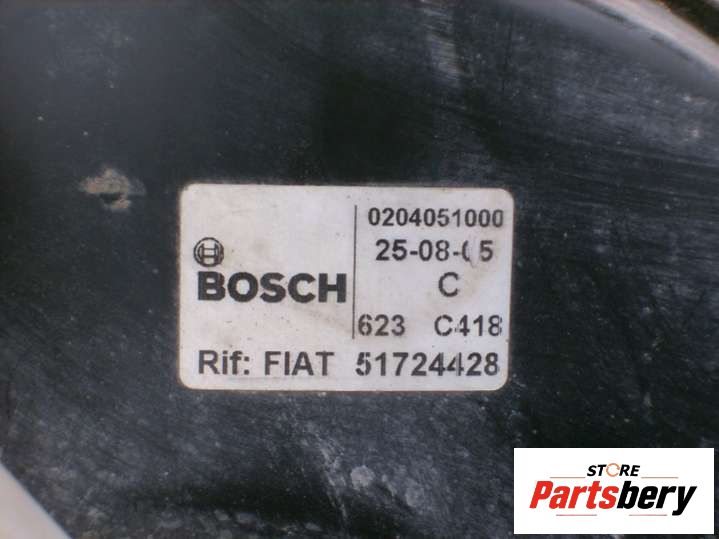 0204051000
25-08-05
BOSCH
C
623 C418
Rif: FIAT 51724428
STORE
Partsbery